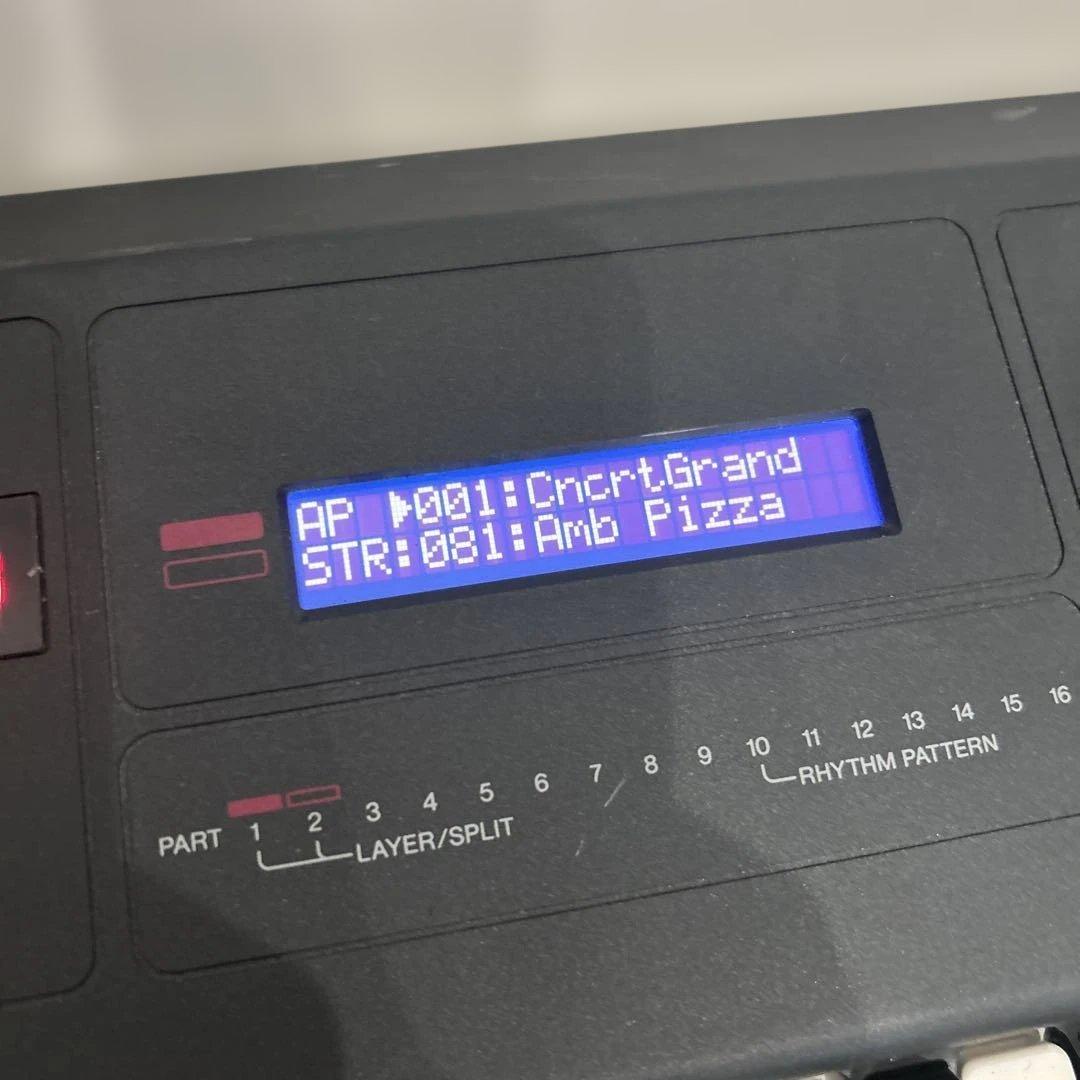 AP ▶001:CncrtGrand
STR:081:Amb Pizza
PART 1 2 3 4 5 6 7 8 9 10 11 12 13 14 15 16
LAYER/SPLIT
RHYTHM PATTERN